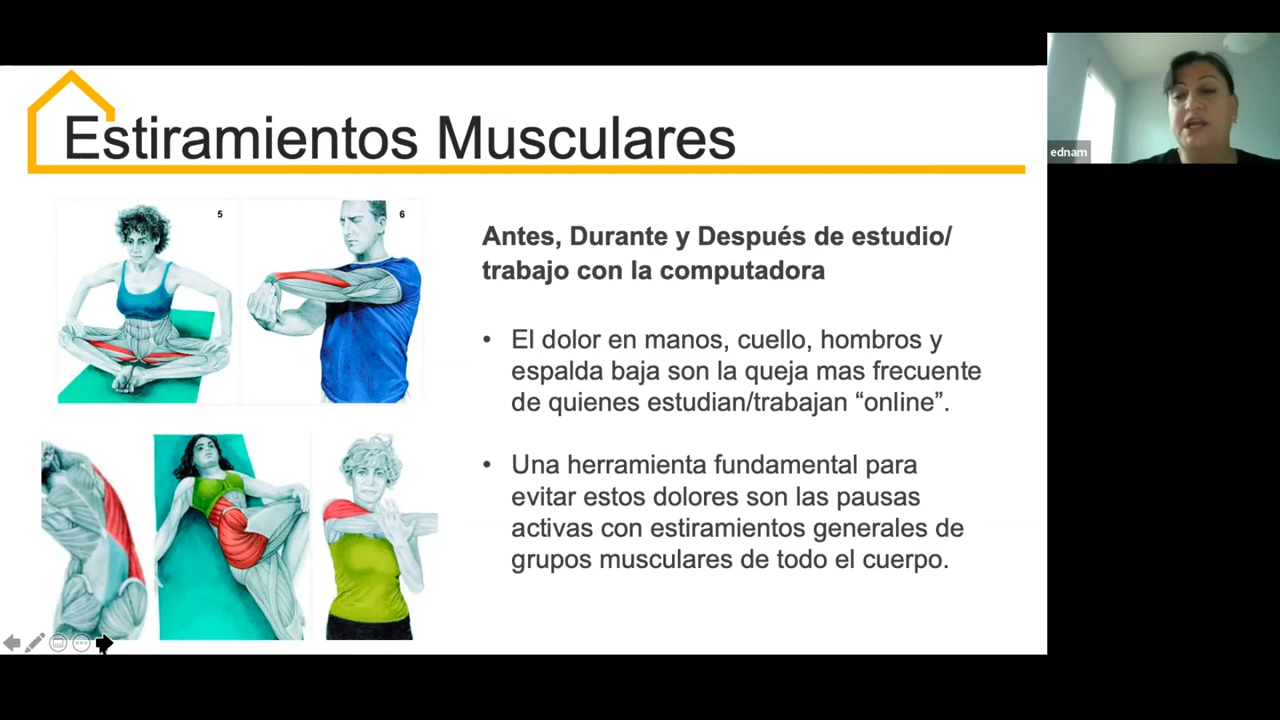 Estiramientos Musculares
ednam
5
6
Antes, Durante y Después de estudio/
trabajo con la computadora
• El dolor en manos, cuello, hombros y
espalda baja son la queja mas frecuente
de quienes estudian/trabajan “online”.
• Una herramienta fundamental para
evitar estos dolores son las pausas
activas con estiramientos generales de
grupos musculares de todo el cuerpo.